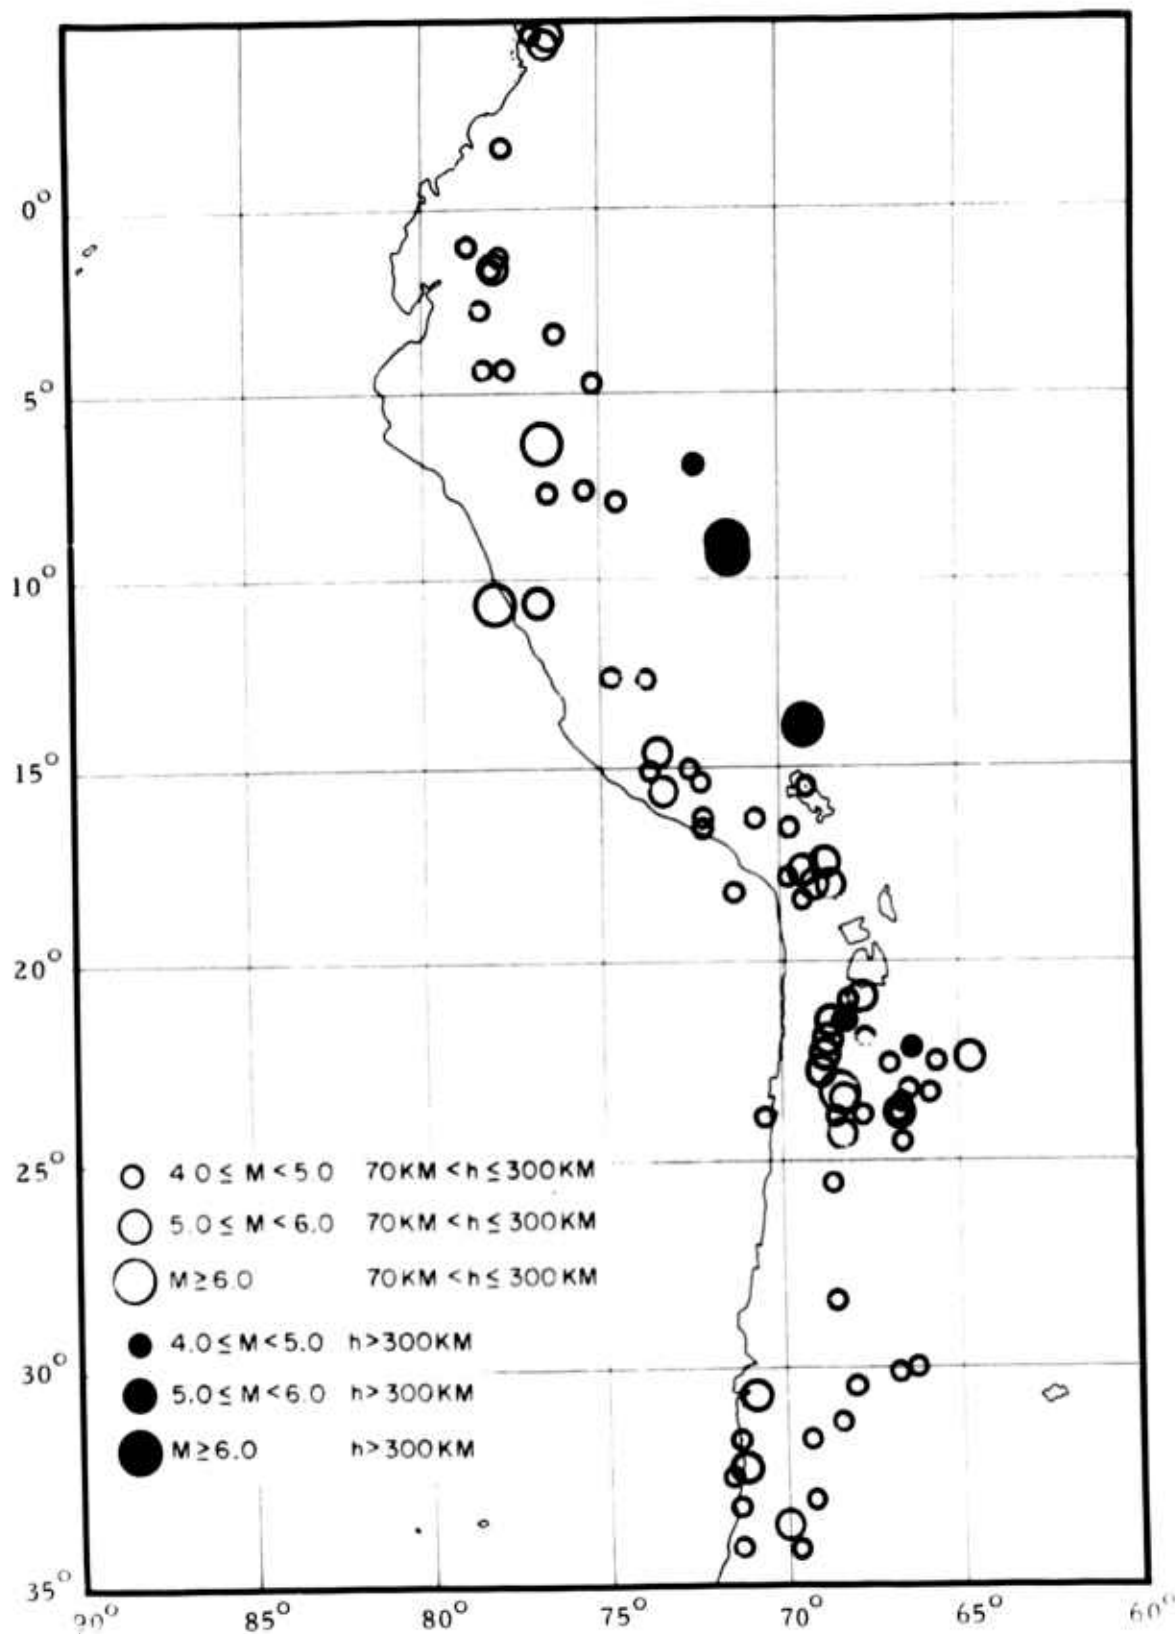 0°
5°
10°
15°
20°
25°
30°
35°
4.0 ≤ M < 5.0 70KM < h ≤ 300KM
5.0 ≤ M < 6.0 70KM < h ≤ 300KM
M ≥ 6.0 70KM < h ≤ 300KM
4.0 ≤ M < 5.0 h > 300KM
5.0 ≤ M < 6.0 h > 300KM
M ≥ 6.0 h > 300KM
90° 85° 80° 75° 70° 65° 60°